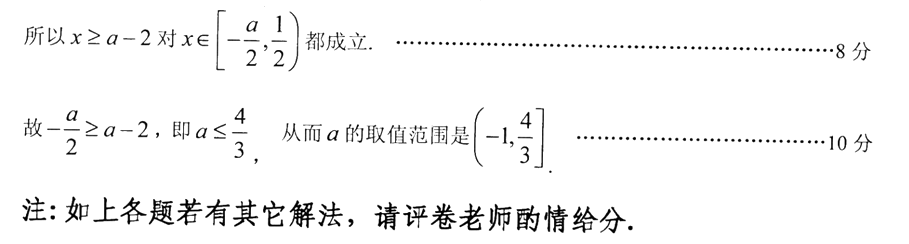 所以 x ≥ a − 2 对 x ∈ [−a/2, 1/2) 都成立. ……………………………………………………8 分
故 −a/2 ≥ a − 2，即 a ≤ 4/3， 从而 a 的取值范围是 (−1, 4/3]. ……………………………10 分
注: 如上各题若有其它解法，请评卷老师酌情给分.